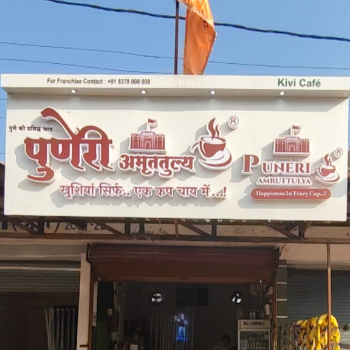 For Franchise Contact : +91 8378 008 008
Kivi Café
पुणे की प्रसिद्ध चाय...
पुणेरी अमृततुल्य ®
PUNERI ®
AMRUTTULYA
Happiness In Every Cup...!
खुशियां सिर्फ.. एक कप चाय में ...!